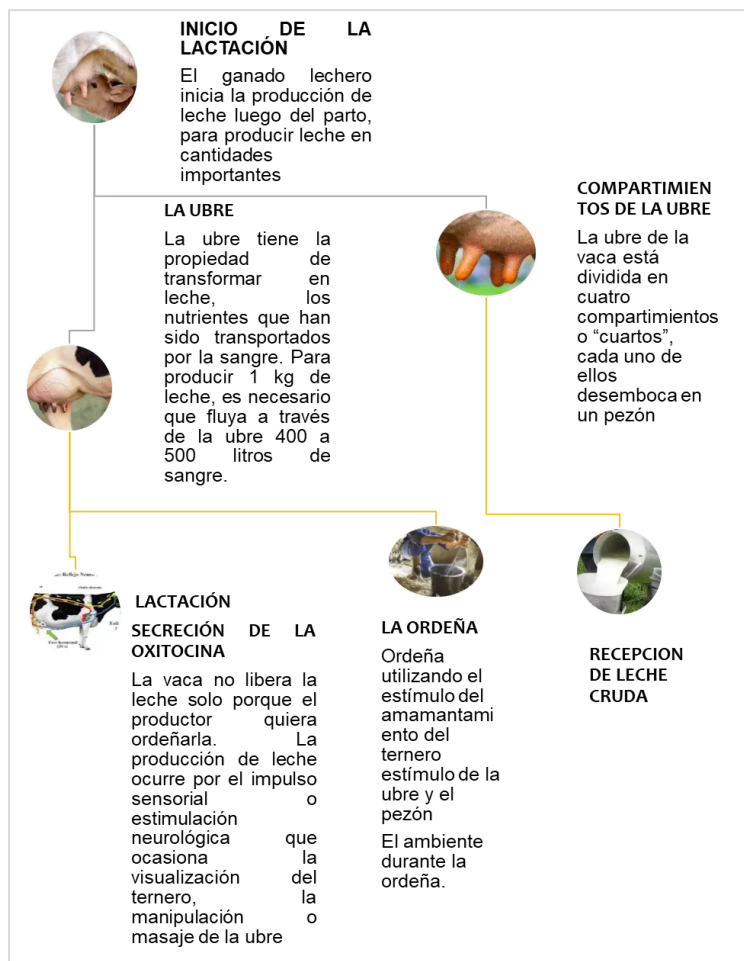 INICIO DE LA
LACTACIÓN
El ganado lechero
inicia la producción de
leche luego del parto,
para producir leche en
cantidades
importantes
LA UBRE
La ubre tiene la
propiedad de
transformar en
leche, los
nutrientes que han
sido transportados
por la sangre. Para
producir 1 kg de
leche, es necesario
que fluya a través
de la ubre 400 a
500 litros de
sangre.
COMPARTIMIEN
TOS DE LA UBRE
La ubre de la
vaca está
dividida en
cuatro
compartimientos
o “cuartos”,
cada uno de
ellos
desemboca en
un pezón
LACTACIÓN
SECRECIÓN DE LA
OXITOCINA
La vaca no libera la
leche solo porque el
productor quiera
ordeñarla. La
producción de leche
ocurre por el impulso
sensorial o
estimulación
neurológica que
ocasiona la
visualización del
ternero, la
manipulación o
masaje de la ubre
LA ORDEÑA
Ordeña
utilizando el
estímulo del
amamantami
ento del
ternero
estímulo de la
ubre y el
pezón
El ambiente
durante la
ordeña.
RECEPCION
DE LECHE
CRUDA